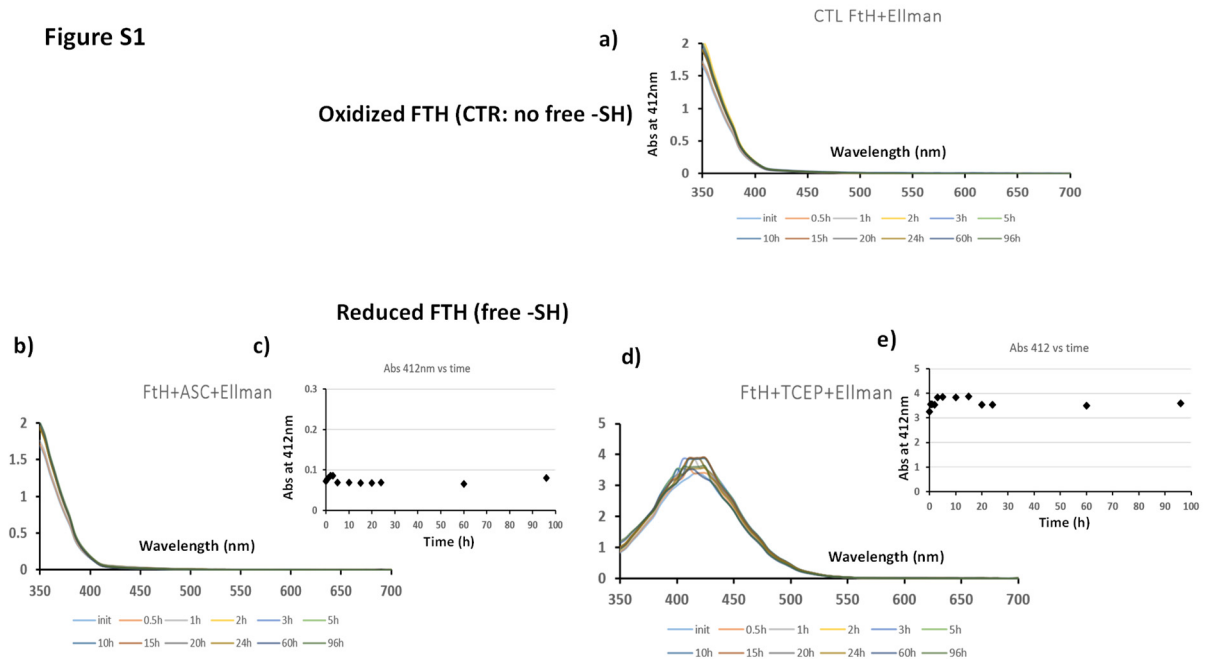 Figure S1
a)
CTL FtH+Ellman
Oxidized FTH (CTR: no free -SH)
Abs at 412nm
2
1.5
1
0.5
0
Wavelength (nm)
350 400 450 500 550 600 650 700
init 0.5h 1h 2h 3h 5h
10h 15h 20h 24h 60h 96h
Reduced FTH (free -SH)
b)
FtH+ASC+Ellman
2
1.5
1
0.5
0
Wavelength (nm)
350 400 450 500 550 600 650 700
init 0.5h 1h 2h 3h 5h
10h 15h 20h 24h 60h 96h
c)
Abs 412nm vs time
Abs at 412nm
0.3
0.2
0.1
0
0 10 20 30 40 50 60 70 80 90 100
Time (h)
d)
FtH+TCEP+Ellman
5
4
3
2
1
0
Wavelength (nm)
350 400 450 500 550 600 650 700
init 0.5h 1h 2h 3h 5h
10h 15h 20h 24h 60h 96h
e)
Abs 412 vs time
Abs at 412nm
5
4
3
2
1
0
0 10 20 30 40 50 60 70 80 90 100
Time (h)